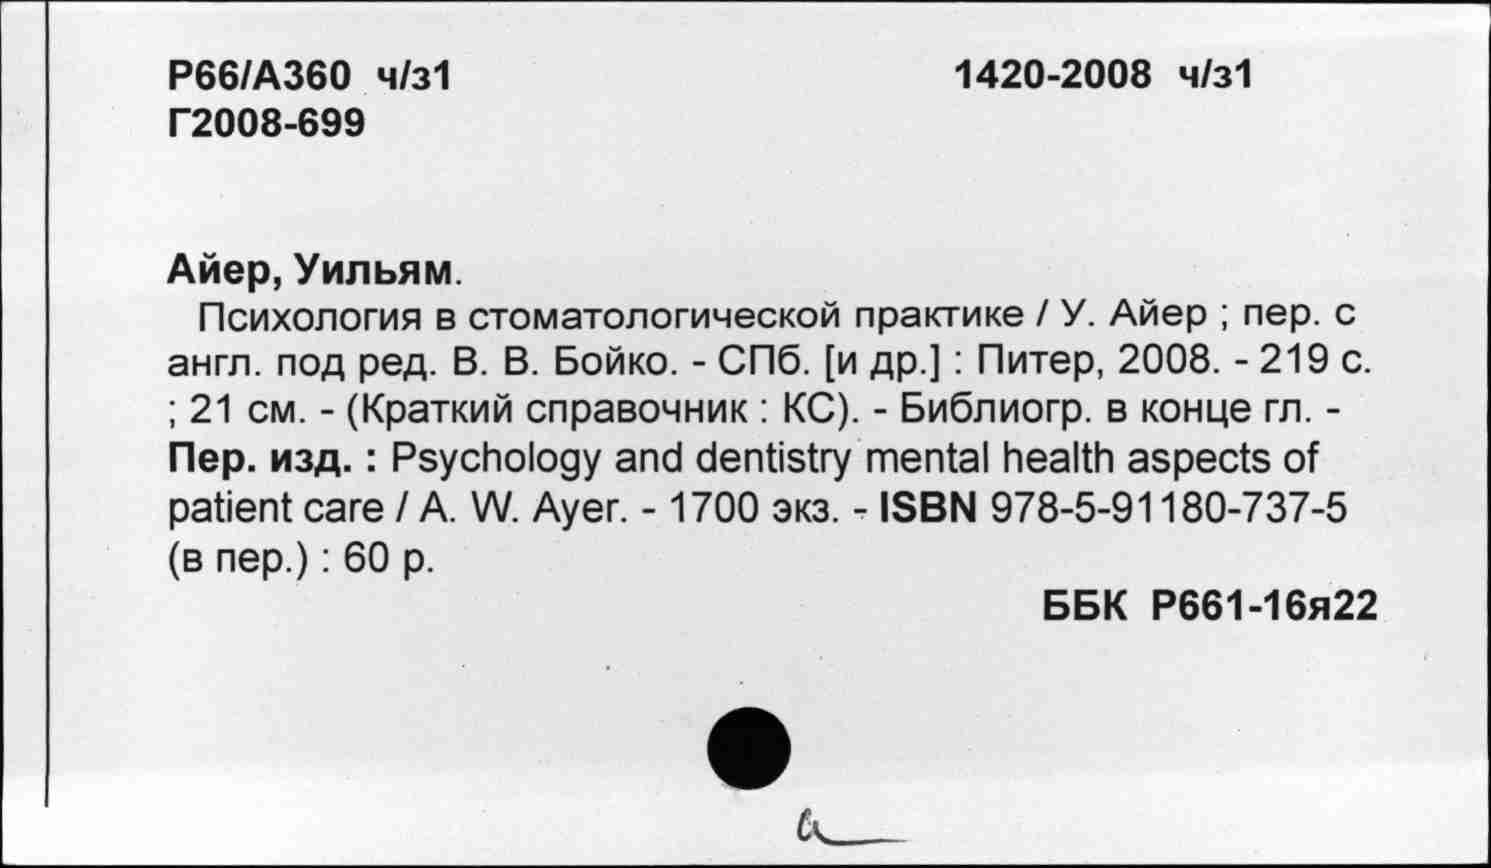 Р66/А360 ч/з1 1420-2008 ч/з1
Г2008-699
Айер, Уильям.
Психология в стоматологической практике / У. Айер ; пер. с
англ. под ред. В. В. Бойко. - СПб. [и др.] : Питер, 2008. - 219 с.
; 21 см. - (Краткий справочник : КС). - Библиогр. в конце гл. -
Пер. изд. : Psychology and dentistry mental health aspects of
patient care / A. W. Ayer. - 1700 экз. - ISBN 978-5-91180-737-5
(в пер.) : 60 р.
ББК Р661-16я22
а